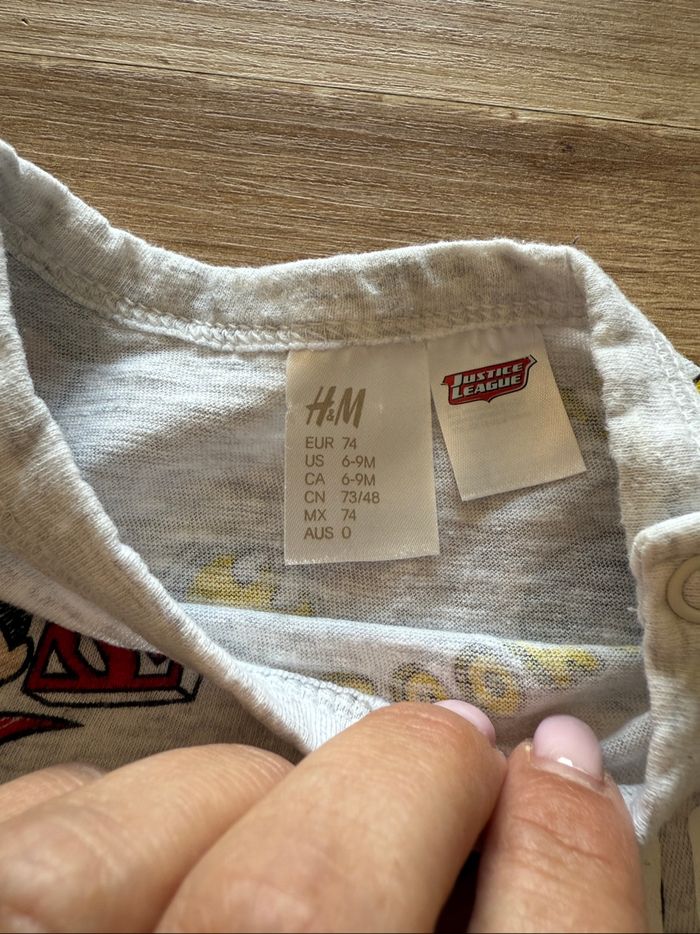 H&M
EUR 74
US 6-9M
CA 6-9M
CN 73/48
MX 74
AUS 0
JUSTICE
LEAGUE